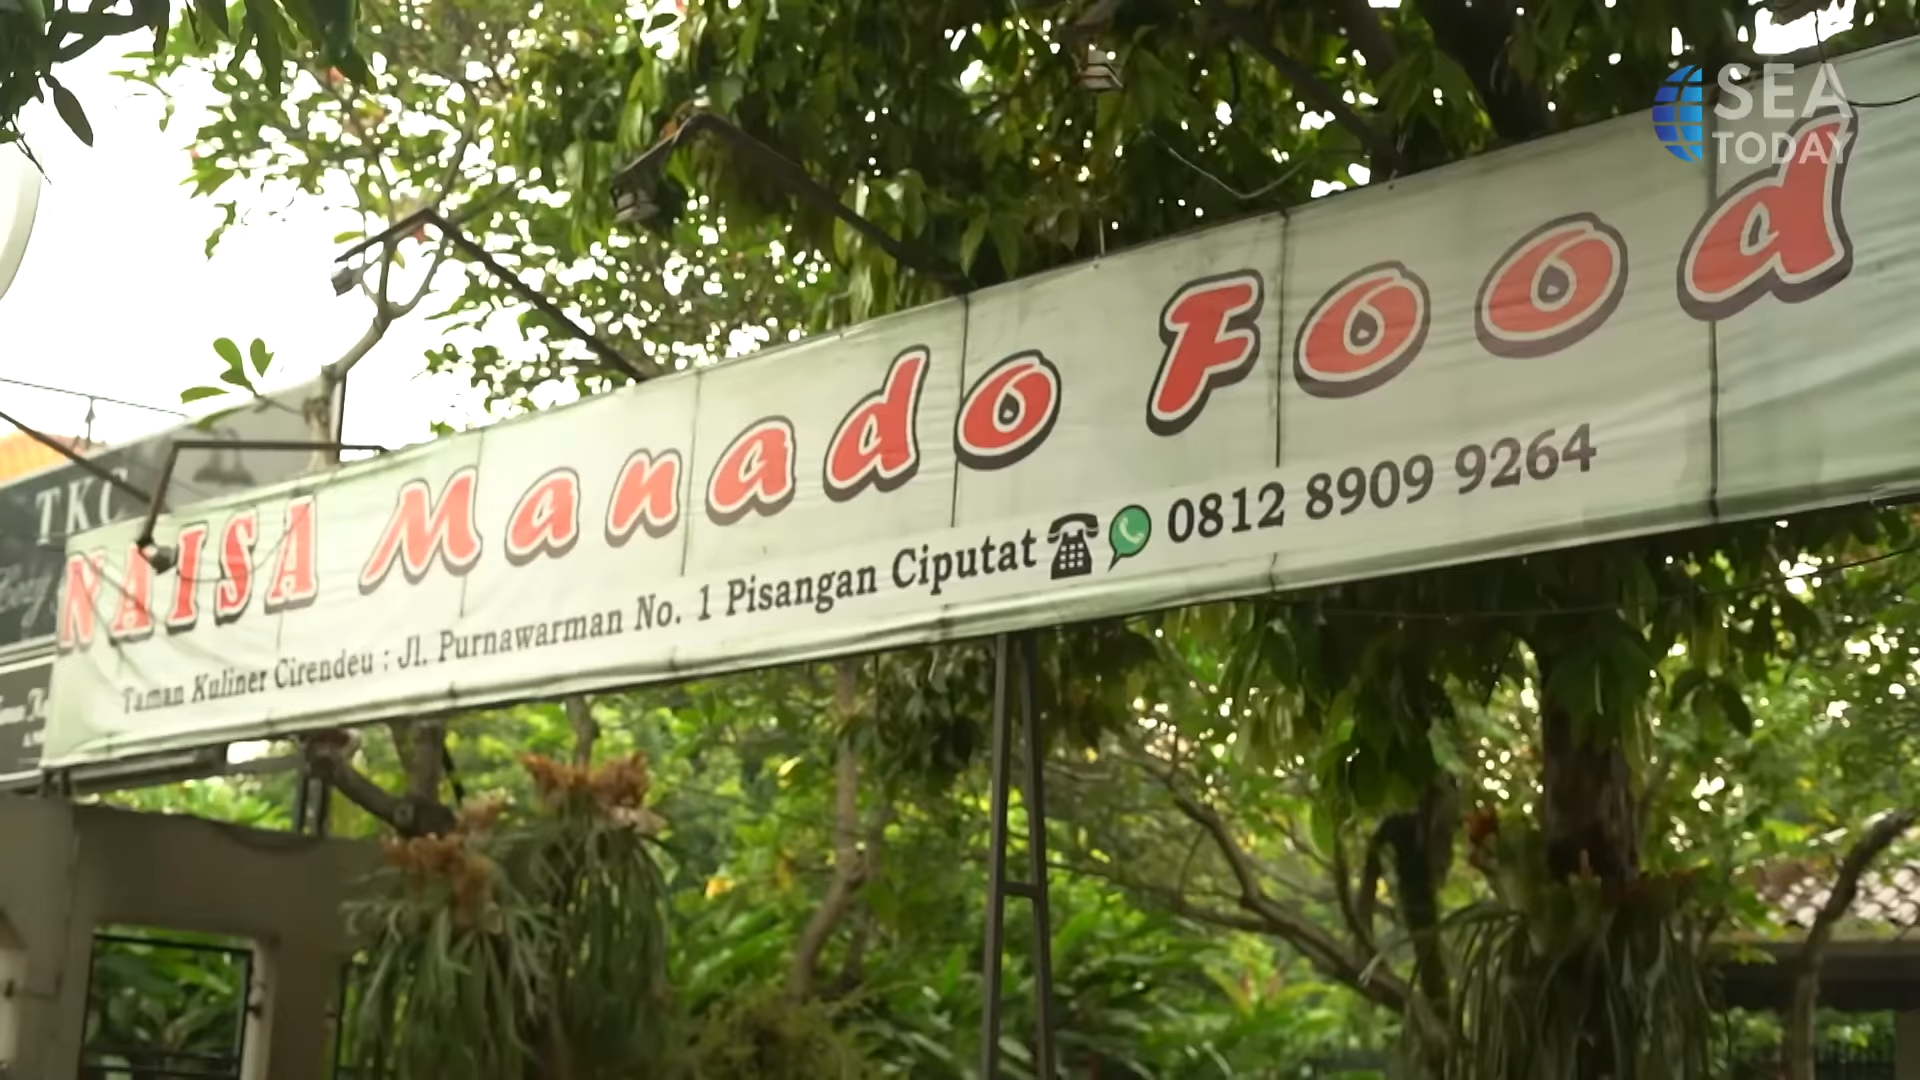 SEA
TODAY
NAISA Manado Food
Taman Kuliner Cirendeu : Jl. Purnawarman No. 1 Pisangan Ciputat 0812 8909 9264
TKC